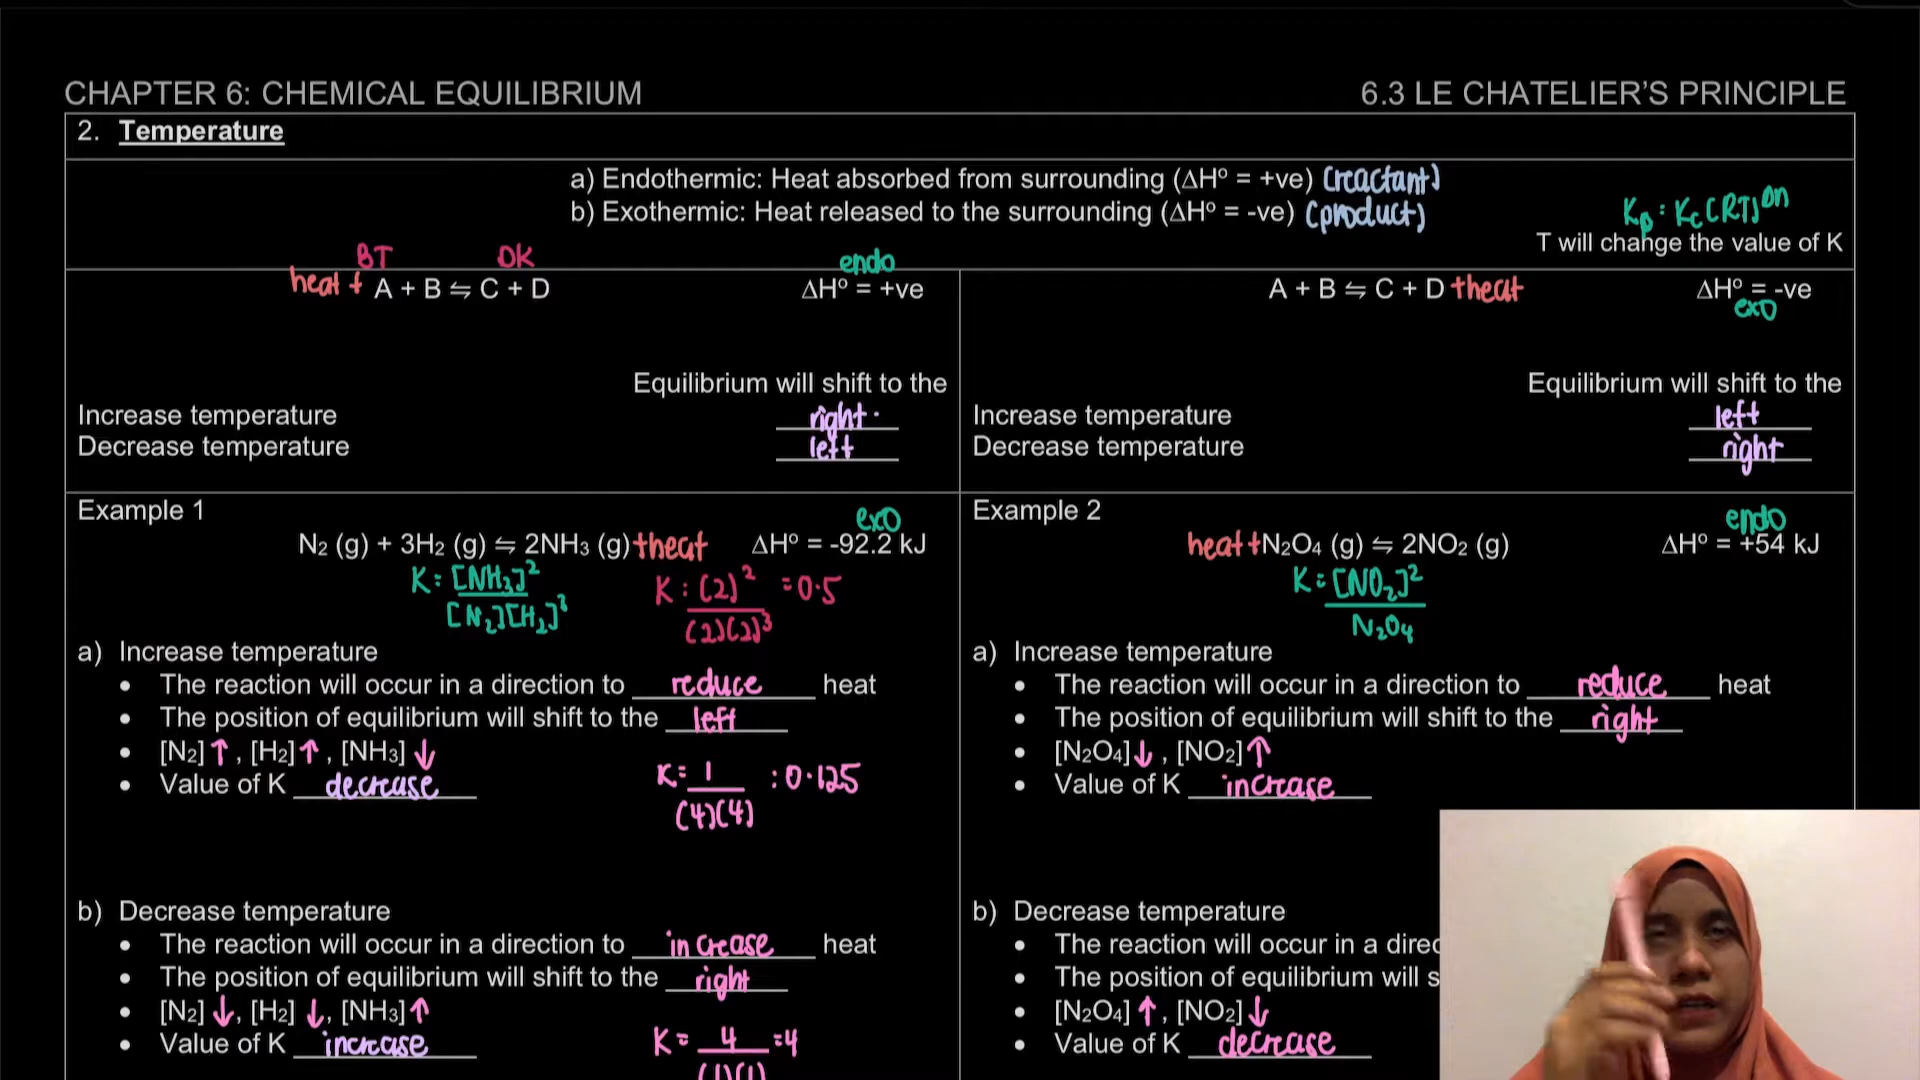 CHAPTER 6: CHEMICAL EQUILIBRIUM
6.3 LE CHATELIER'S PRINCIPLE
2. Temperature
a) Endothermic: Heat absorbed from surrounding (ΔHº = +ve) (reactant)
b) Exothermic: Heat released to the surrounding (ΔHº = -ve) (product)
Kp = Kc (RT)^Δn
T will change the value of K
BT DK
heat + A + B ⇋ C + D
endo
ΔHº = +ve
Equilibrium will shift to the
Increase temperature right.
Decrease temperature left
A + B ⇋ C + D + heat
ΔHº = -ve
exo
Equilibrium will shift to the
Increase temperature left
Decrease temperature right
Example 1
exo
N2 (g) + 3H2 (g) ⇋ 2NH3 (g) + heat ΔHº = -92.2 kJ
K = [NH3]²
[N2][H2]³
K = (2)² = 0.5
(2)(2)³
a) Increase temperature
• The reaction will occur in a direction to reduce heat
• The position of equilibrium will shift to the left
• [N2] ↑, [H2] ↑, [NH3] ↓
• Value of K decrease
K = 1 = 0.125
(4)(4)
b) Decrease temperature
• The reaction will occur in a direction to increase heat
• The position of equilibrium will shift to the right
• [N2] ↓, [H2] ↓, [NH3] ↑
• Value of K increase
K = 4 = 4
(1)(1)
Example 2
endo
heat + N2O4 (g) ⇋ 2NO2 (g) ΔHº = +54 kJ
K = [NO2]²
N2O4
a) Increase temperature
• The reaction will occur in a direction to reduce heat
• The position of equilibrium will shift to the right
• [N2O4] ↓, [NO2] ↑
• Value of K increase
b) Decrease temperature
• The reaction will occur in a direc
• The position of equilibrium will s
• [N2O4] ↑, [NO2] ↓
• Value of K decrease